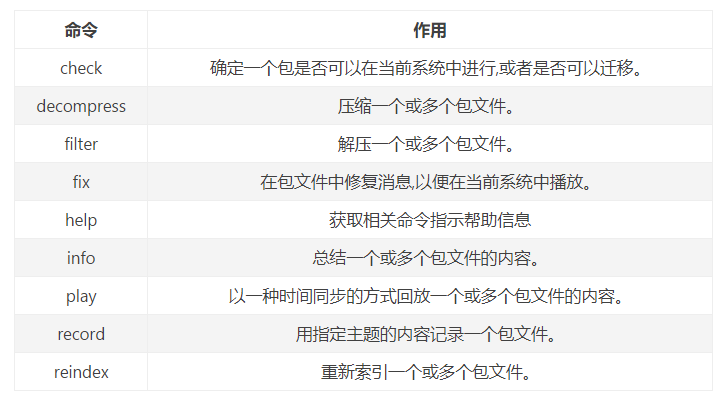 命令 作用
check 确定一个包是否可以在当前系统中进行,或者是否可以迁移。
decompress 压缩一个或多个包文件。
filter 解压一个或多个包文件。
fix 在包文件中修复消息,以便在当前系统中播放。
help 获取相关命令指示帮助信息
info 总结一个或多个包文件的内容。
play 以一种时间同步的方式回放一个或多个包文件的内容。
record 用指定主题的内容记录一个包文件。
reindex 重新索引一个或多个包文件。